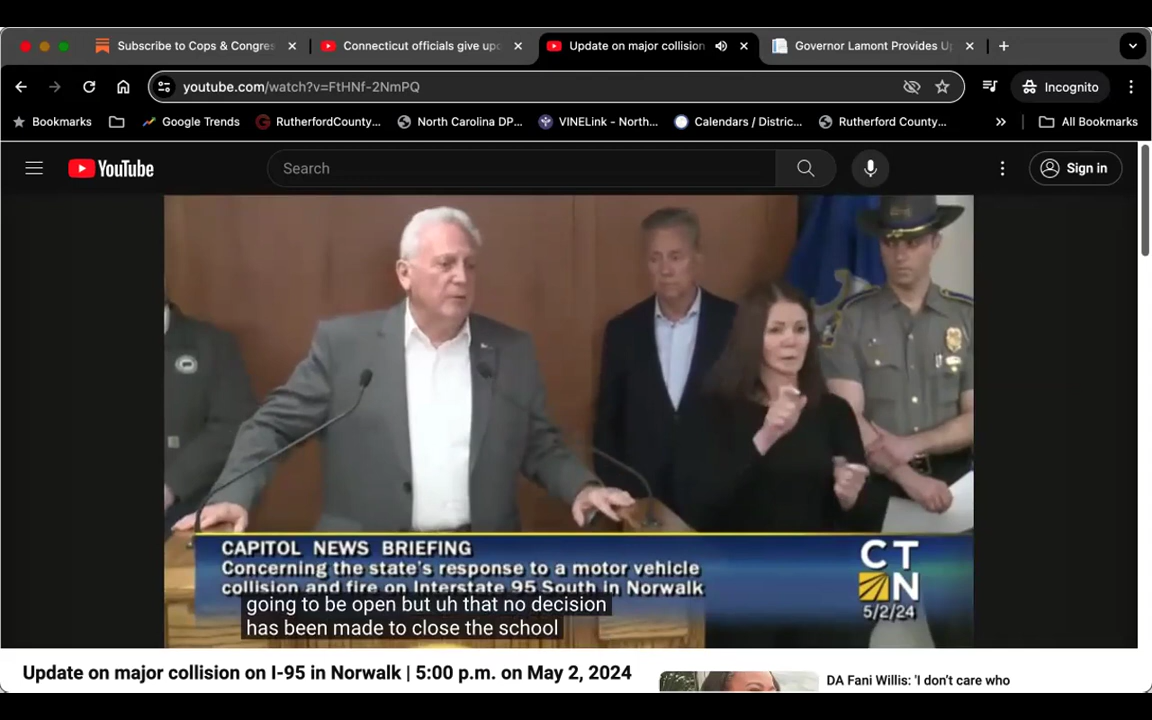 Subscribe to Cops & Congres
Connecticut officials give upd
Update on major collision
Governor Lamont Provides U
youtube.com/watch?v=FtHNf-2NmPQ
Incognito
Bookmarks
Google Trends
RutherfordCounty...
North Carolina DP...
VINELink - North...
Calendars / Distric...
Rutherford County...
All Bookmarks
YouTube
Search
Sign in
CAPITOL NEWS BRIEFING
Concerning the state's response to a motor vehicle
collision and fire on Interstate 95 South in Norwalk
CT
N
5/2/24
going to be open but uh that no decision
has been made to close the school
Update on major collision on I-95 in Norwalk | 5:00 p.m. on May 2, 2024
DA Fani Willis: 'I don't care who